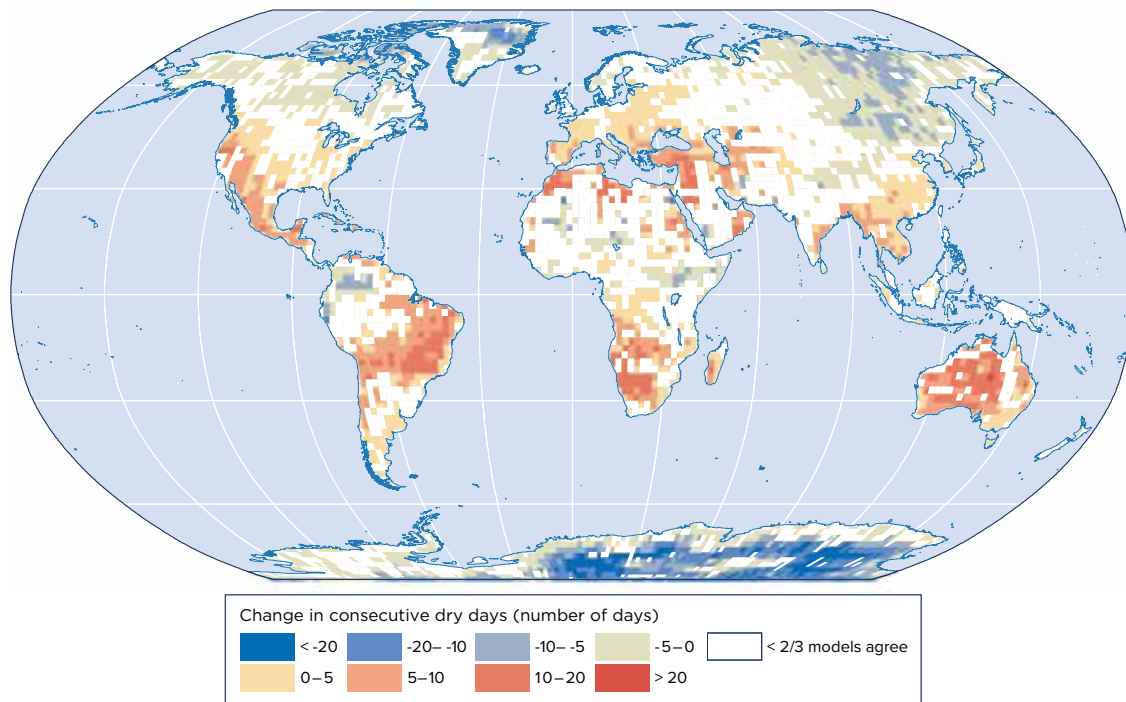 Change in consecutive dry days (number of days)
< -20 -20– -10 -10– -5 -5–0 < 2/3 models agree
0–5 5–10 10–20 > 20